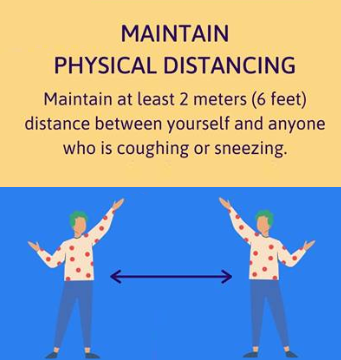 MAINTAIN
PHYSICAL DISTANCING
Maintain at least 2 meters (6 feet)
distance between yourself and anyone
who is coughing or sneezing.